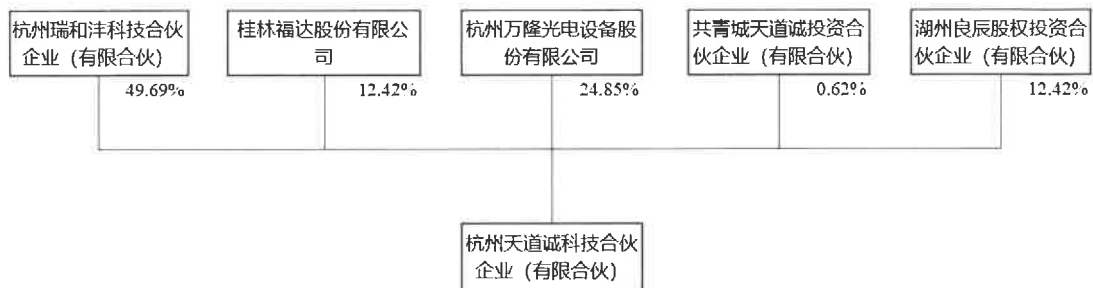 杭州瑞和沣科技合伙
企业（有限合伙）
桂林福达股份有限公
司
杭州万隆光电设备股
份有限公司
共青城天道诚投资合
伙企业（有限合伙）
湖州良辰股权投资合
伙企业（有限合伙）
49.69%
12.42%
24.85%
0.62%
12.42%
杭州天道诚科技合伙
企业（有限合伙）